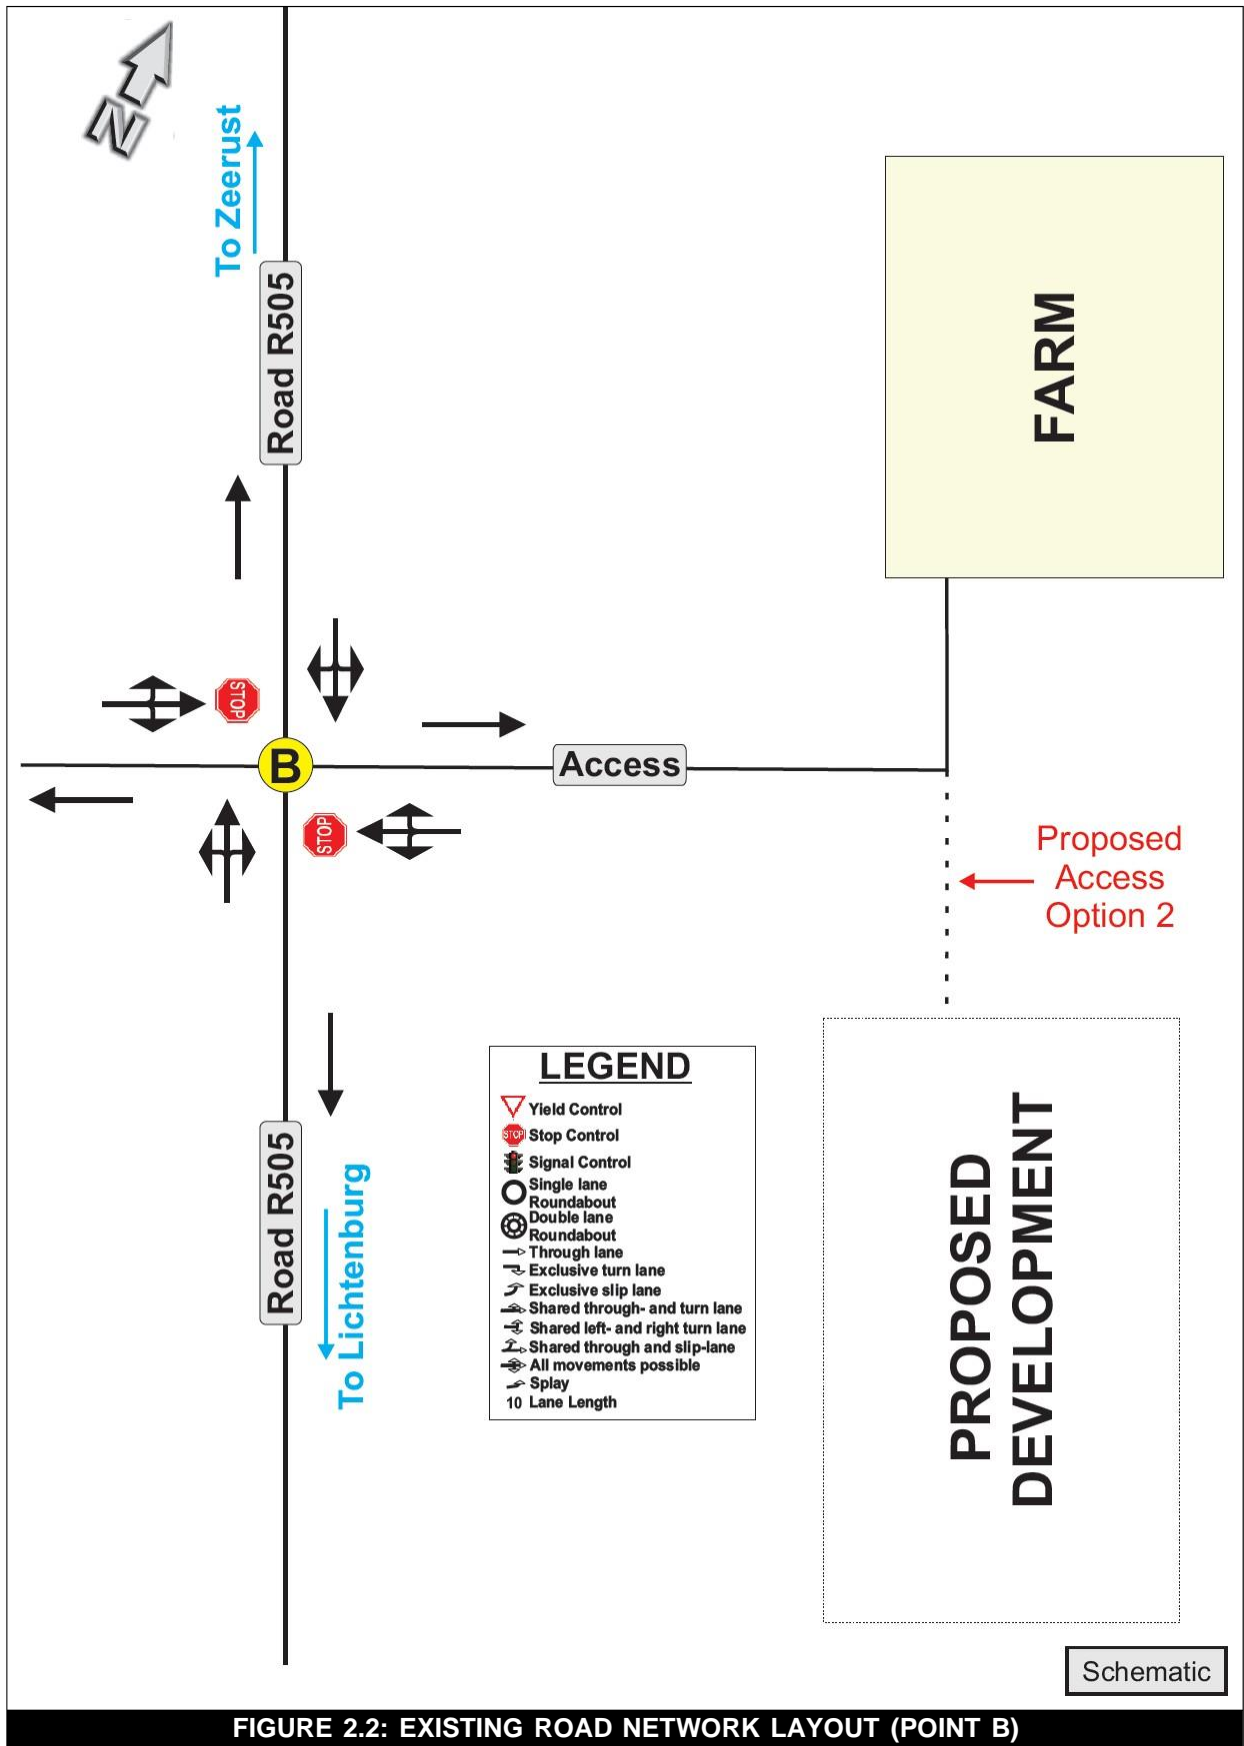 N
To Zeerust
Road R505
FARM
STOP
B
Access
STOP
Proposed
Access
Option 2
Road R505
To Lichtenburg
LEGEND
Yield Control
STOP Stop Control
Signal Control
Single lane
Roundabout
Double lane
Roundabout
Through lane
Exclusive turn lane
Exclusive slip lane
Shared through- and turn lane
Shared left- and right turn lane
Shared through and slip-lane
All movements possible
Splay
10 Lane Length
PROPOSED
DEVELOPMENT
Schematic
FIGURE 2.2: EXISTING ROAD NETWORK LAYOUT (POINT B)